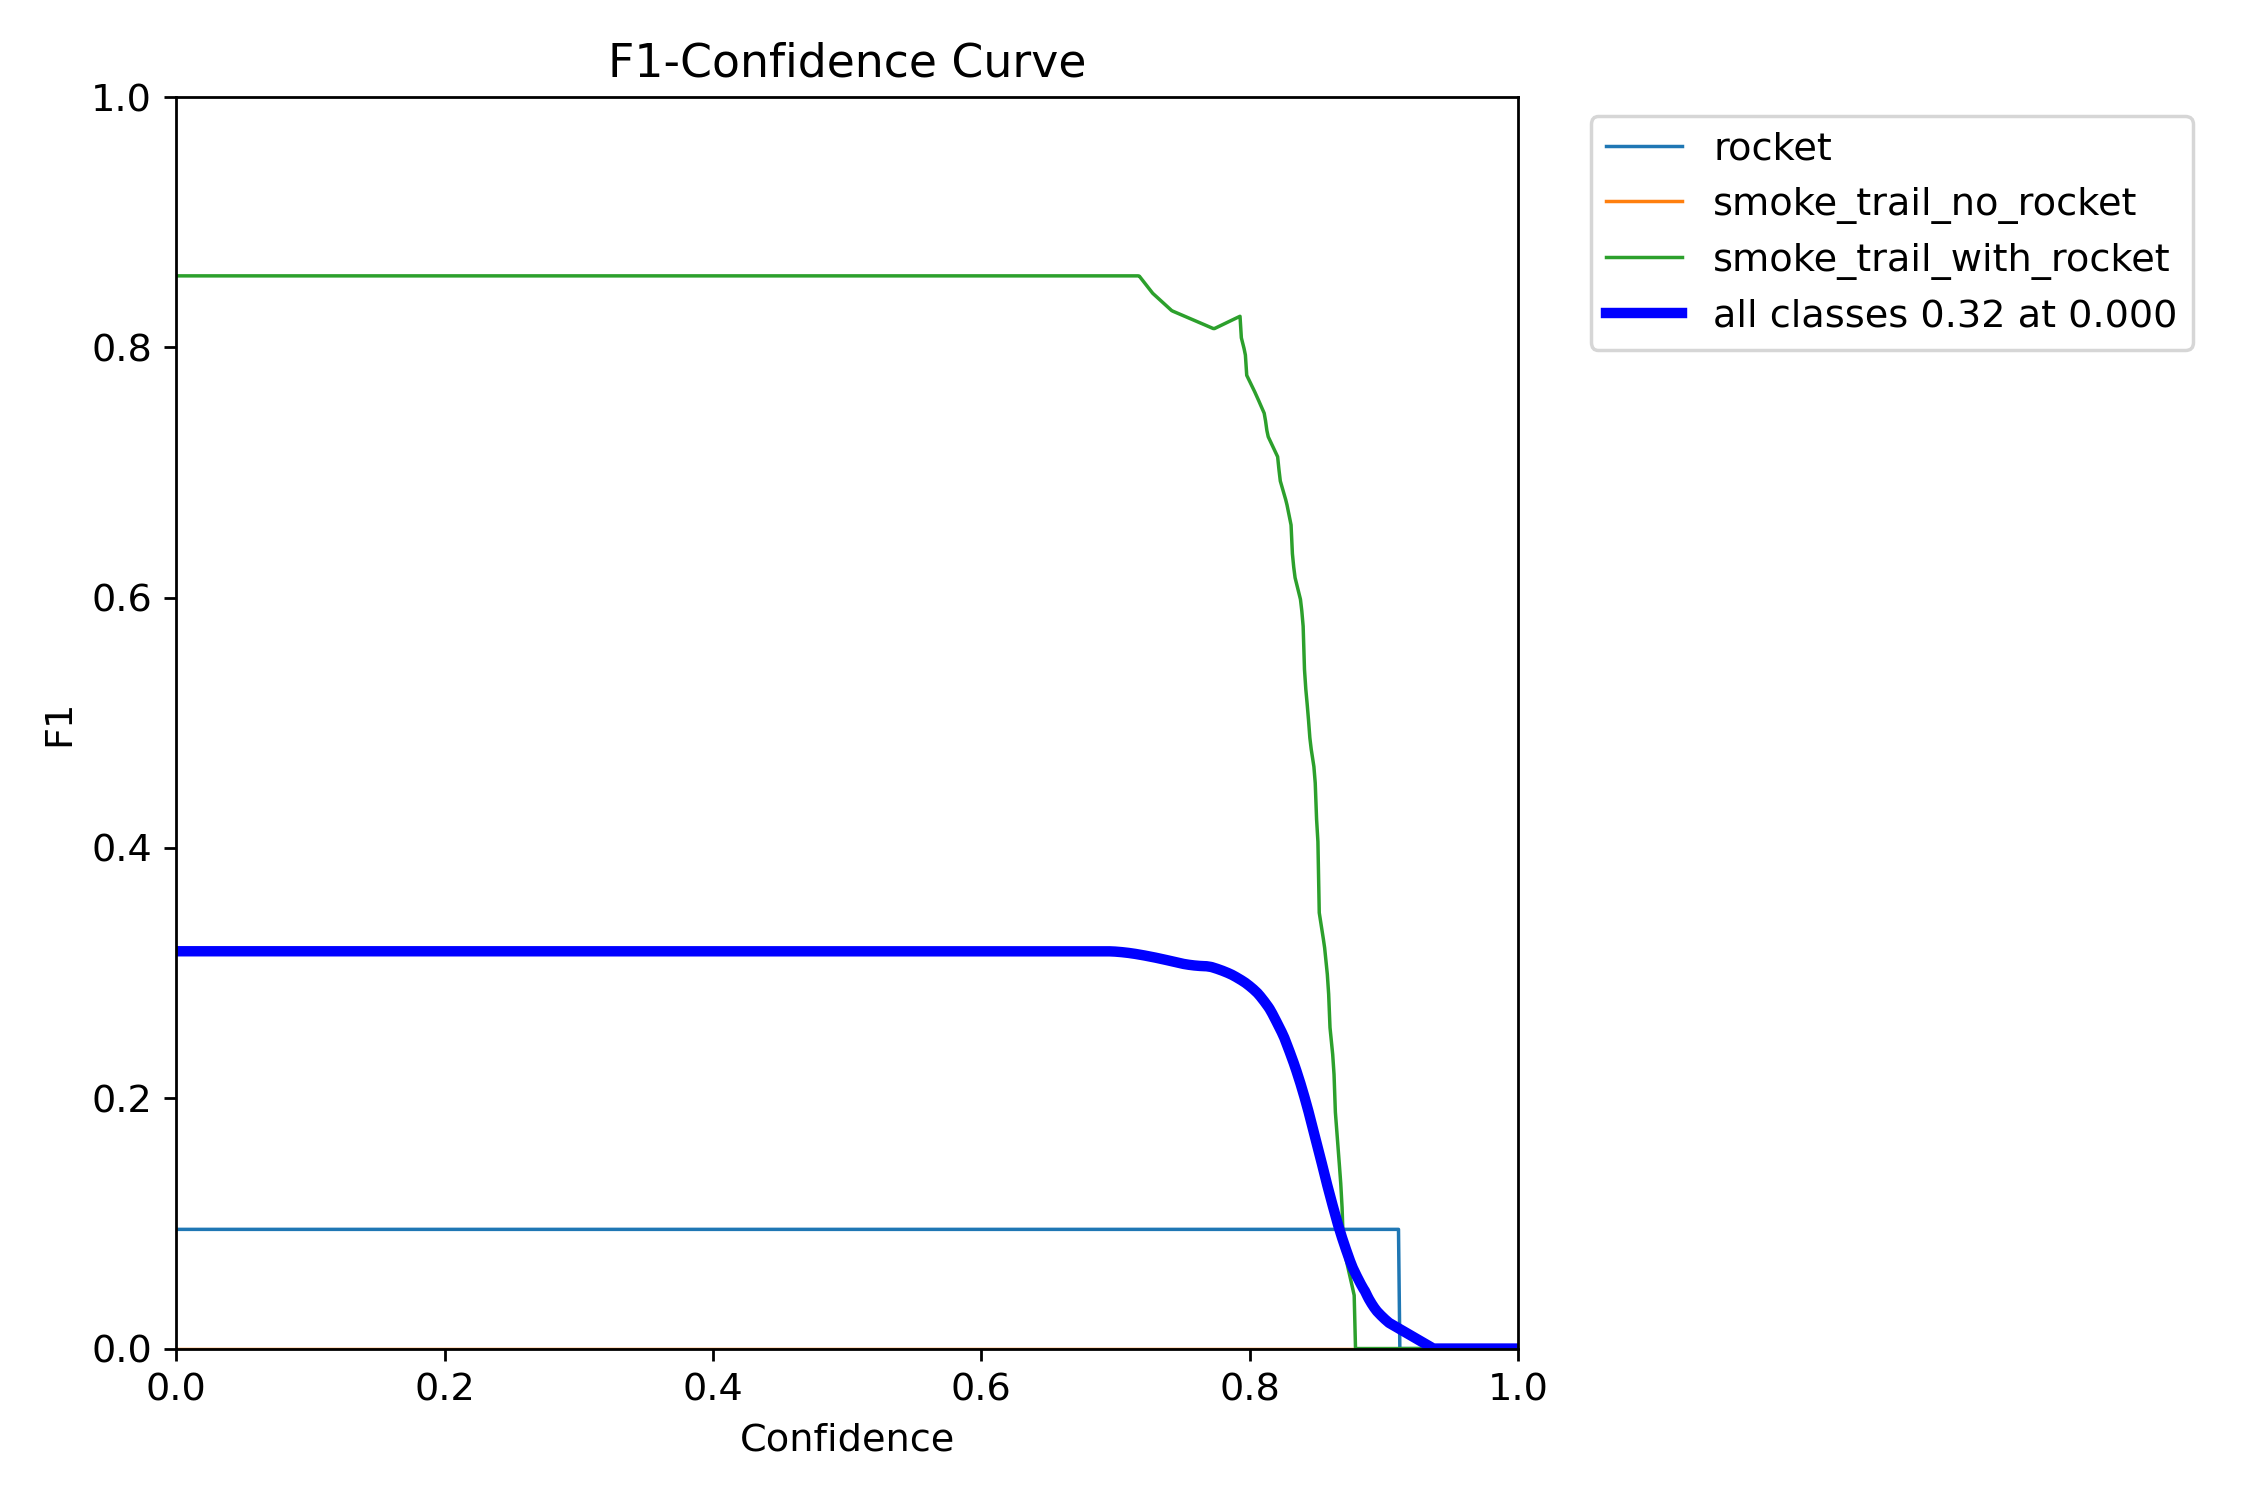 F1-Confidence Curve
1.0
0.8
0.6
0.4
0.2
0.0
F1
0.0 0.2 0.4 0.6 0.8 1.0
Confidence
rocket
smoke_trail_no_rocket
smoke_trail_with_rocket
all classes 0.32 at 0.000